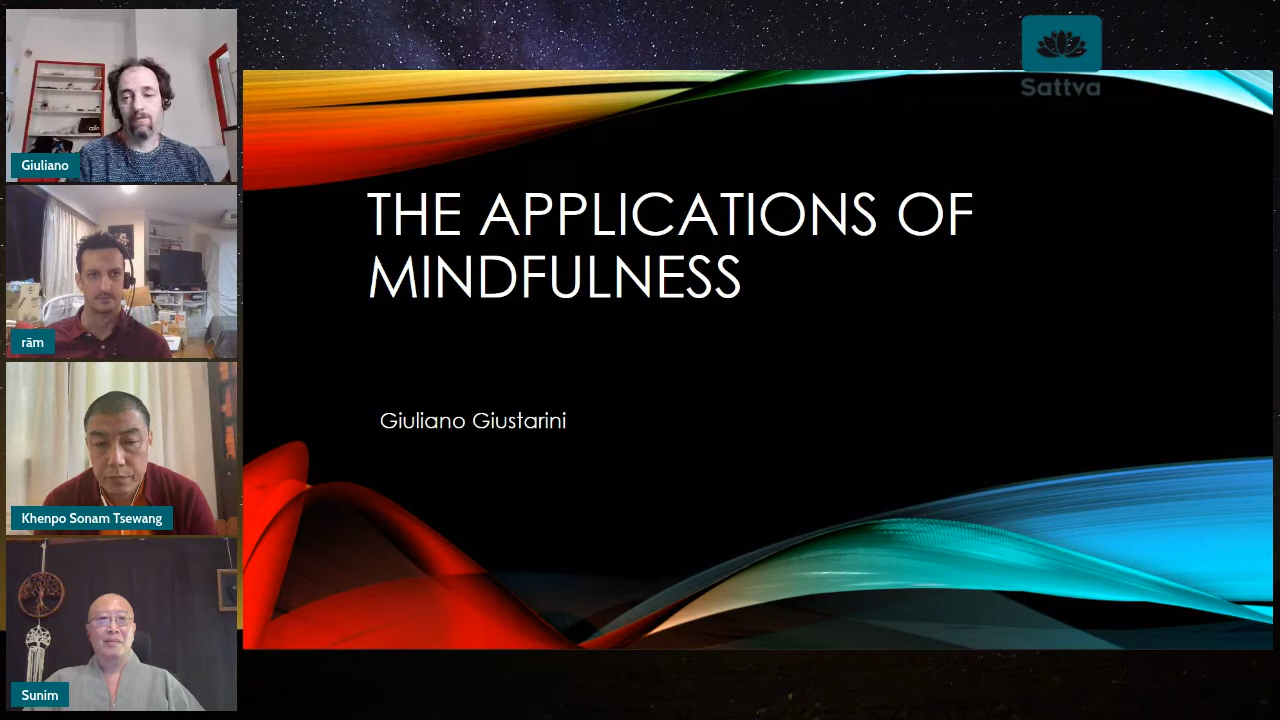 Giuliano
rām
Khenpo Sonam Tsewang
Sunim
Sattva
THE APPLICATIONS OF
MINDFULNESS
Giuliano Giustarini